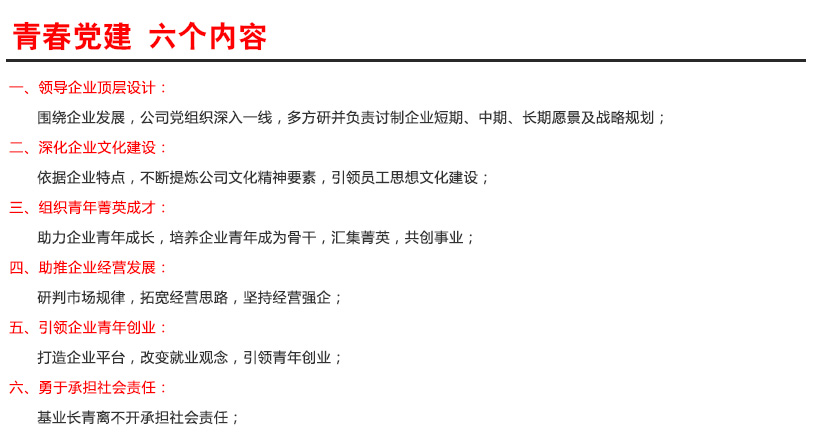 青春党建 六个内容
一、领导企业顶层设计：
围绕企业发展，公司党组织深入一线，多方研并负责讨制企业短期、中期、长期愿景及战略规划；
二、深化企业文化建设：
依据企业特点，不断提炼公司文化精神要素，引领员工思想文化建设；
三、组织青年菁英成才：
助力企业青年成长，培养企业青年成为骨干，汇集菁英，共创事业；
四、助推企业经营发展：
研判市场规律，拓宽经营思路，坚持经营强企；
五、引领企业青年创业：
打造企业平台，改变就业观念，引领青年创业；
六、勇于承担社会责任：
基业长青离不开承担社会责任；